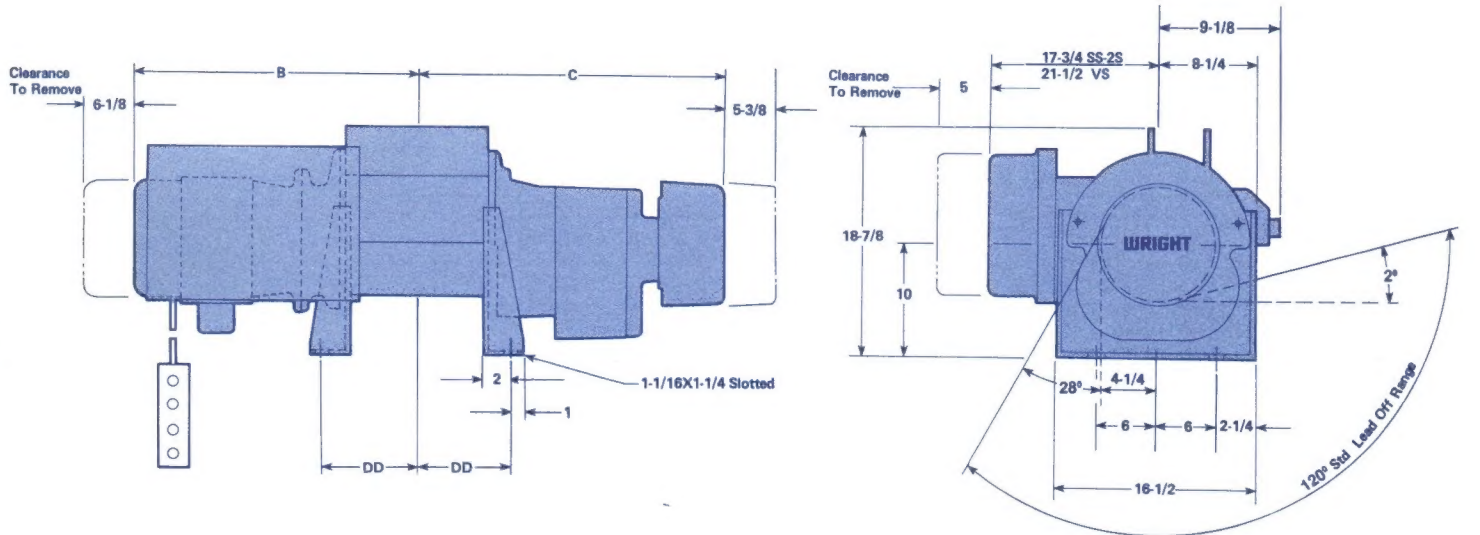 Clearance
To Remove
6-1/8
B
C
5-3/8
2
1
1-1/16X1-1/4 Slotted
DD
DD
9-1/8
17-3/4 SS-2S
21-1/2 VS
8-1/4
Clearance
To Remove
5
18-7/8
10
WRIGHT
2°
28°
4-1/4
6
6
2-1/4
16-1/2
120° Std Lead Off Range